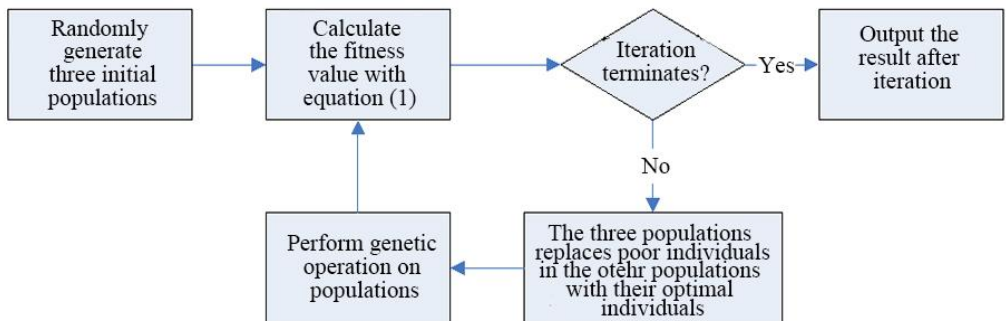 Randomly
generate
three initial
populations
Calculate
the fitness
value with
equation (1)
Iteration
terminates?
Yes
Output the
result after
iteration
No
The three populations
replaces poor individuals
in the otehr populations
with their optimal
individuals
Perform genetic
operation on
populations